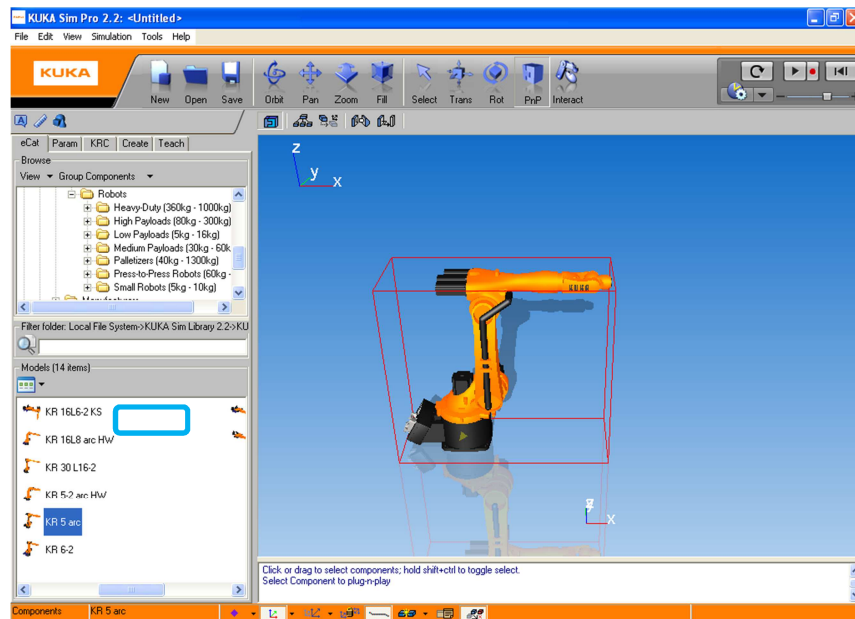 KUKA Sim Pro 2.2: <Untitled>
File Edit View Simulation Tools Help
KUKA
New Open Save Orbit Pan Zoom Fill Select Trans Rot PnP Interact
eCat Param KRC Create Teach
Browse
View Group Components
Robots
Heavy-Duty (360kg - 1000kg)
High Payloads (80kg - 300kg)
Low Payloads (5kg - 16kg)
Medium Payloads (30kg - 60k
Palletizers (40kg - 1300kg)
Press-to-Press Robots (60kg -
Small Robots (5kg - 10kg)
Filter folder: Local File System->KUKA Sim Library 2.2->KU
Models (14 items)
KR 16L6-2 KS
KR 16L8 arc HW
KR 30 L16-2
KR 5-2 arc HW
KR 5 arc
KR 6-2
z
y
x
KUKA
x
Click or drag to select components; hold shift+ctrl to toggle select.
Select Component to plug-n-play
Components KR 5 arc